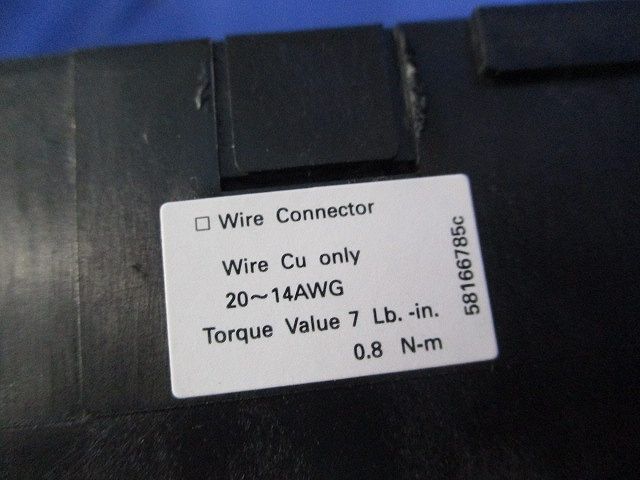 □ Wire Connector
Wire Cu only
20~14AWG
Torque Value 7 Lb.-in.
0.8 N-m
58166785c